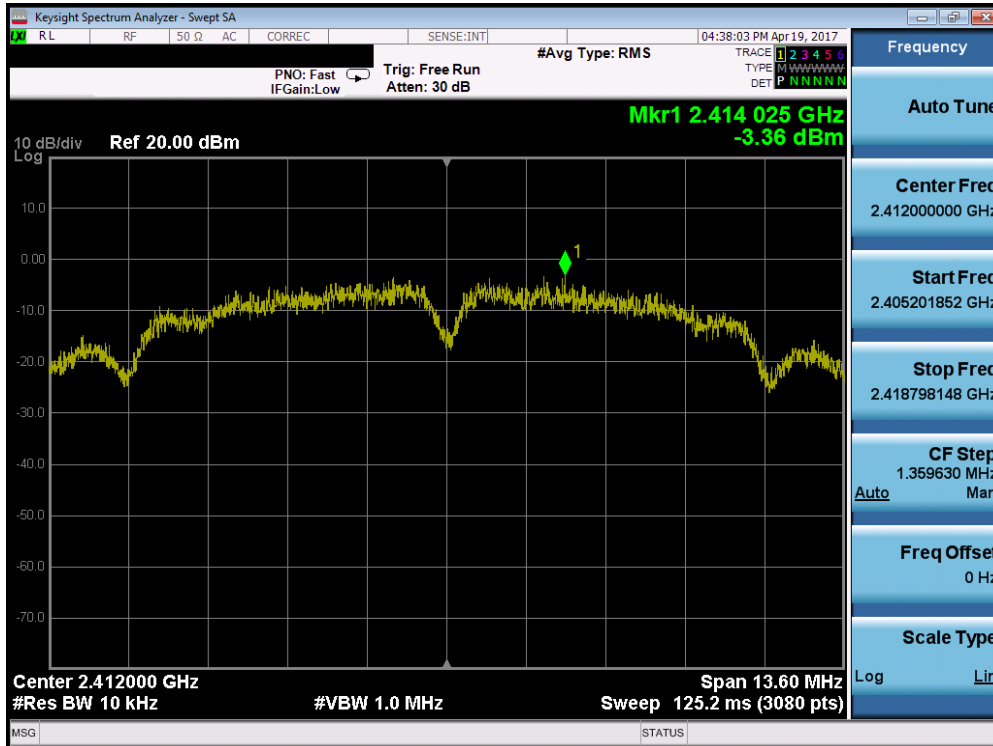 Keysight Spectrum Analyzer - Swept SA
LXI RL RF 50 Ω AC CORREC SENSE:INT 04:38:03 PM Apr 19, 2017
#Avg Type: RMS
TRACE 1 2 3 4 5 6
PNO: Fast Trig: Free Run
TYPE M WWWWW
IFGain:Low Atten: 30 dB
DET P N N N N N
Mkr1 2.414 025 GHz
-3.36 dBm
10 dB/div Ref 20.00 dBm
Log
10.0
0.00
-10.0
-20.0
-30.0
-40.0
-50.0
-60.0
-70.0
1
Center 2.412000 GHz Span 13.60 MHz
#Res BW 10 kHz #VBW 1.0 MHz Sweep 125.2 ms (3080 pts)
MSG STATUS
Frequency
Auto Tune
Center Freq
2.412000000 GHz
Start Freq
2.405201852 GHz
Stop Freq
2.418798148 GHz
CF Step
1.359630 MHz
Auto Man
Freq Offset
0 Hz
Scale Type
Log Lin